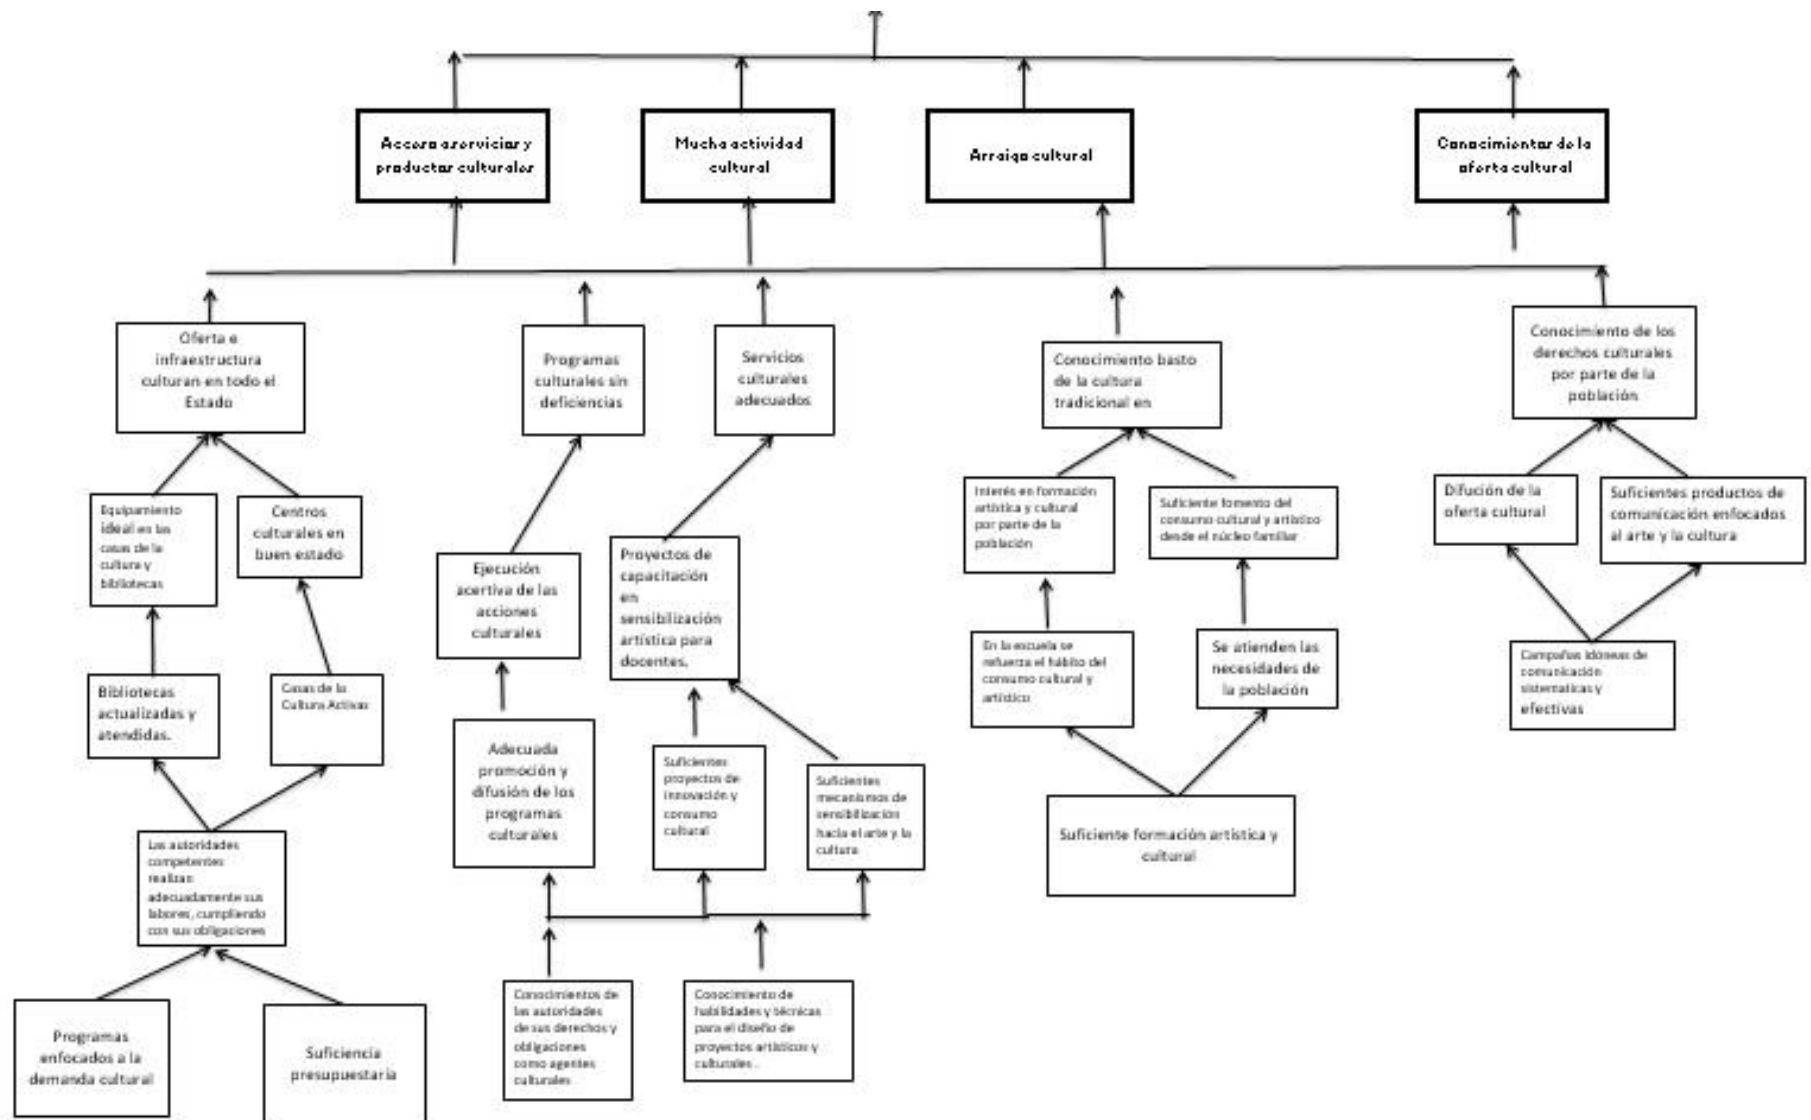 Acceso a servicios y
productos culturales
Mucha actividad
cultural
Arraigo cultural
Conocimientos de la
oferta cultural
Oferta e
infraestructura
culturan en todo el
Estado
Programas
culturales sin
deficiencias
Servicios
culturales
adecuados
Conocimiento basto
de la cultura
tradicional en
Conocimiento de los
derechos culturales
por parte de la
población
Equipamiento
ideal en las
casas de la
cultura y
bibliotecas
Centros
culturales en
buen estado
Ejecución
acertiva de las
acciones
culturales
Proyectos de
capacitación
en
sensibilización
artística para
docentes.
Interés en formación
artística y cultural
por parte de la
población
Suficiente fomento del
consumo cultural y artístico
desde el núcleo familiar
Difución de la
oferta cultural
Suficientes productos de
comunicación enfocados
al arte y la cultura
Bibliotecas
actualizadas y
atendidas.
Casas de la
Cultura Activas
Adecuada
promoción y
difusión de los
programas
culturales
Suficientes
proyectos de
innovación y
consumo
cultural
Suficientes
mecanismos de
sensibilización
hacia el arte y la
cultura
En la escuela se
refuerza el hábito del
consumo cultural y
artístico
Se atienden las
necesidades de
la población
Campañas idóneas de
comunicación
sistematicas y
efectivas
Las autoridades
competentes
realizan
adecuadamente sus
labores, cumpliendo
con sus obligaciones
Suficiente formación artística y
cultural
Programas
enfocados a la
demanda cultural
Suficiencia
presupuestaria
Conocimientos de
las autoridades
de sus derechos y
obligaciones
como agentes
culturales
Conocimiento de
habilidades y técnicas
para el diseño de
proyectos artísticos y
culturales .